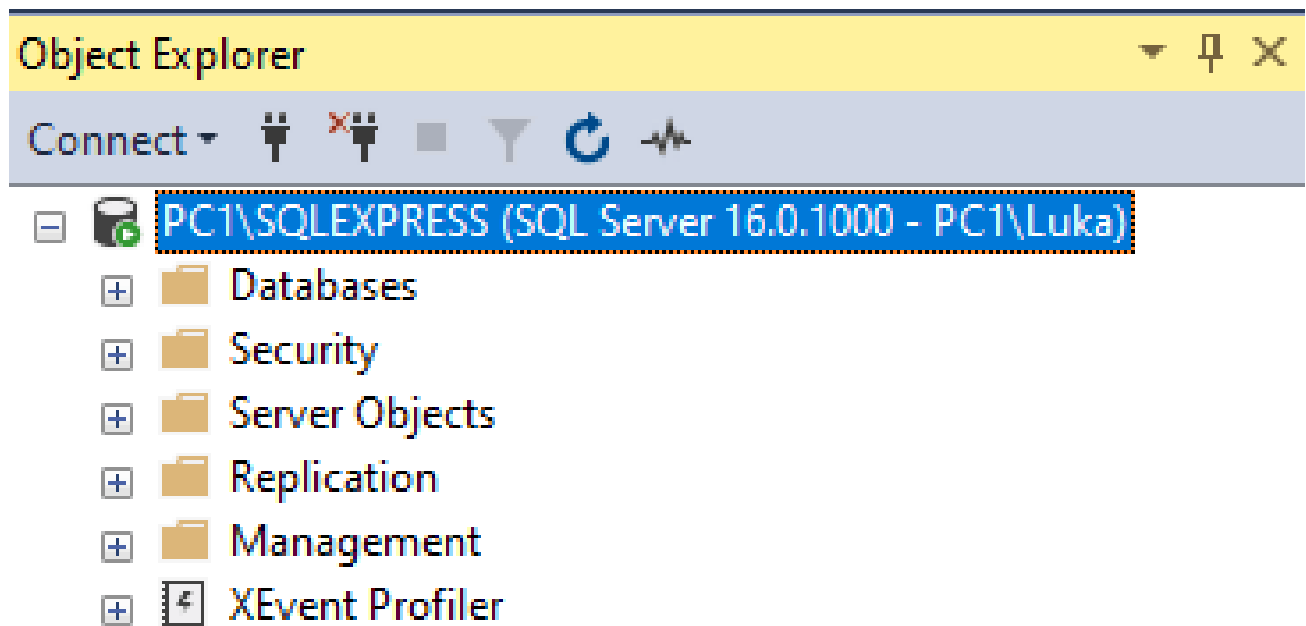 Object Explorer
Connect
PC1\SQLEXPRESS (SQL Server 16.0.1000 - PC1\Luka)
Databases
Security
Server Objects
Replication
Management
XEvent Profiler